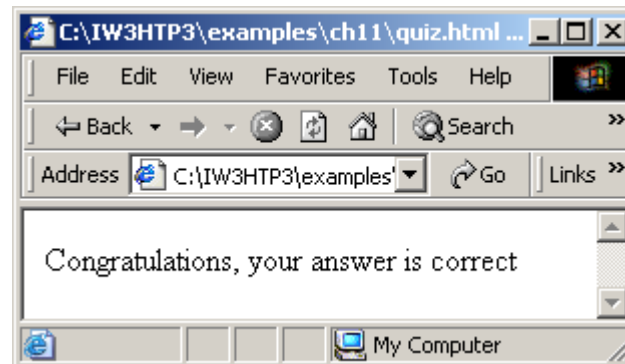 C:\IW3HTP3\examples\ch11\quiz.html ...
File Edit View Favorites Tools Help
Back Search »
Address C:\IW3HTP3\examples\ Go Links »
Congratulations, your answer is correct
My Computer